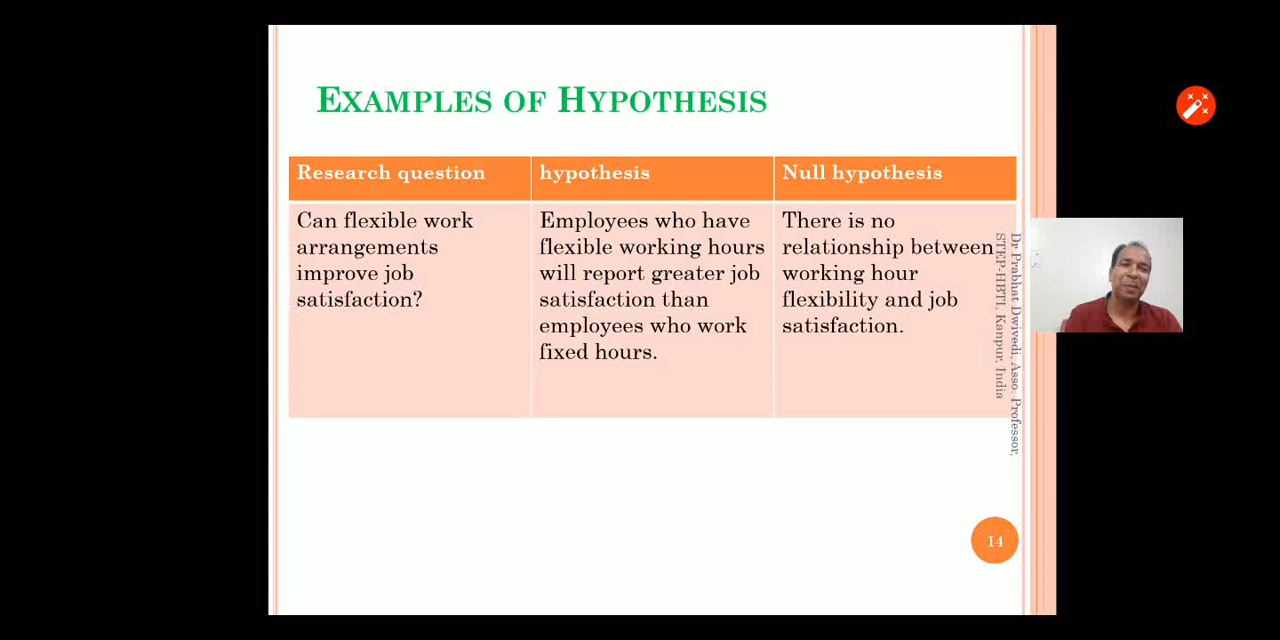 EXAMPLES OF HYPOTHESIS
Research question
Can flexible work
arrangements
improve job
satisfaction?
hypothesis
Employees who have
flexible working hours
will report greater job
satisfaction than
employees who work
fixed hours.
Null hypothesis
There is no
relationship between
working hour
flexibility and job
satisfaction.
Dr Prabhat Dwivedi, Asso. Professor,
STEP-HBTI, Kanpur, India
14